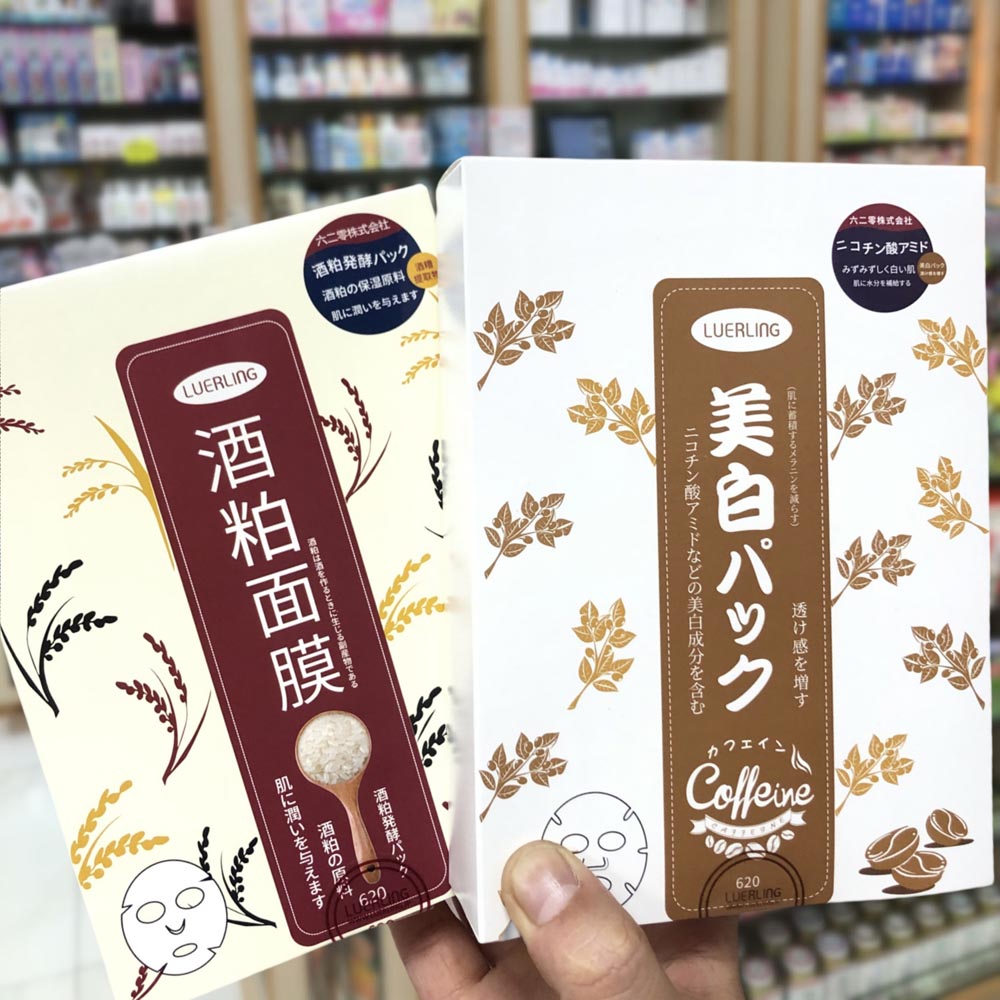 六二零株式会社
酒粕発酵パック
酒粕の保湿原料
肌に潤いを与えます
酒糟
提取物
LUERLING
酒粕面膜
酒粕は酒を作るときに生じる副産物である
酒粕発酵パック
酒粕の原料
肌に潤いを与えます
620
LUERLING
六二零株式会社
ニコチン酸アミド
みずみずしく白い肌
肌に水分を補給する
美白パック
LUERLING
美白パック
(肌に蓄積するメラニンを減らす)
ニコチン酸アミドなどの美白成分を含む
透け感を増す
カフェイン
Coffeine
CAFFEUNE
620
LUERLING